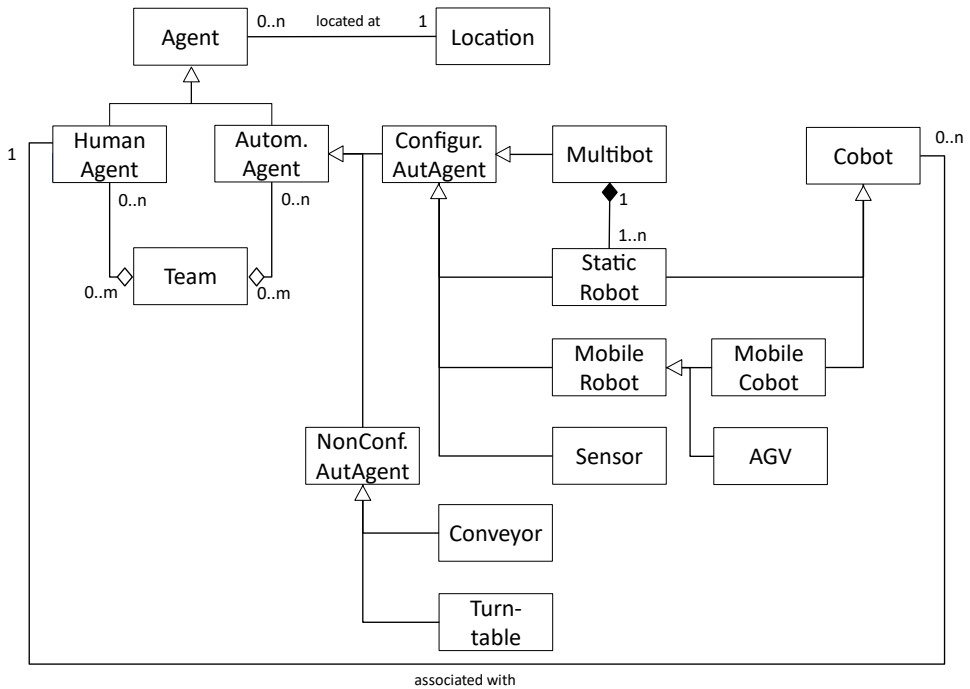 Agent
0..n
located at
1
Location
1
Human
Agent
Autom.
Agent
Configur.
AutAgent
Multibot
Cobot
0..n
0..n
0..n
1
1..n
Team
0..m
0..m
Static
Robot
Mobile
Robot
Mobile
Cobot
NonConf.
AutAgent
Sensor
AGV
Conveyor
Turn-
table
associated with